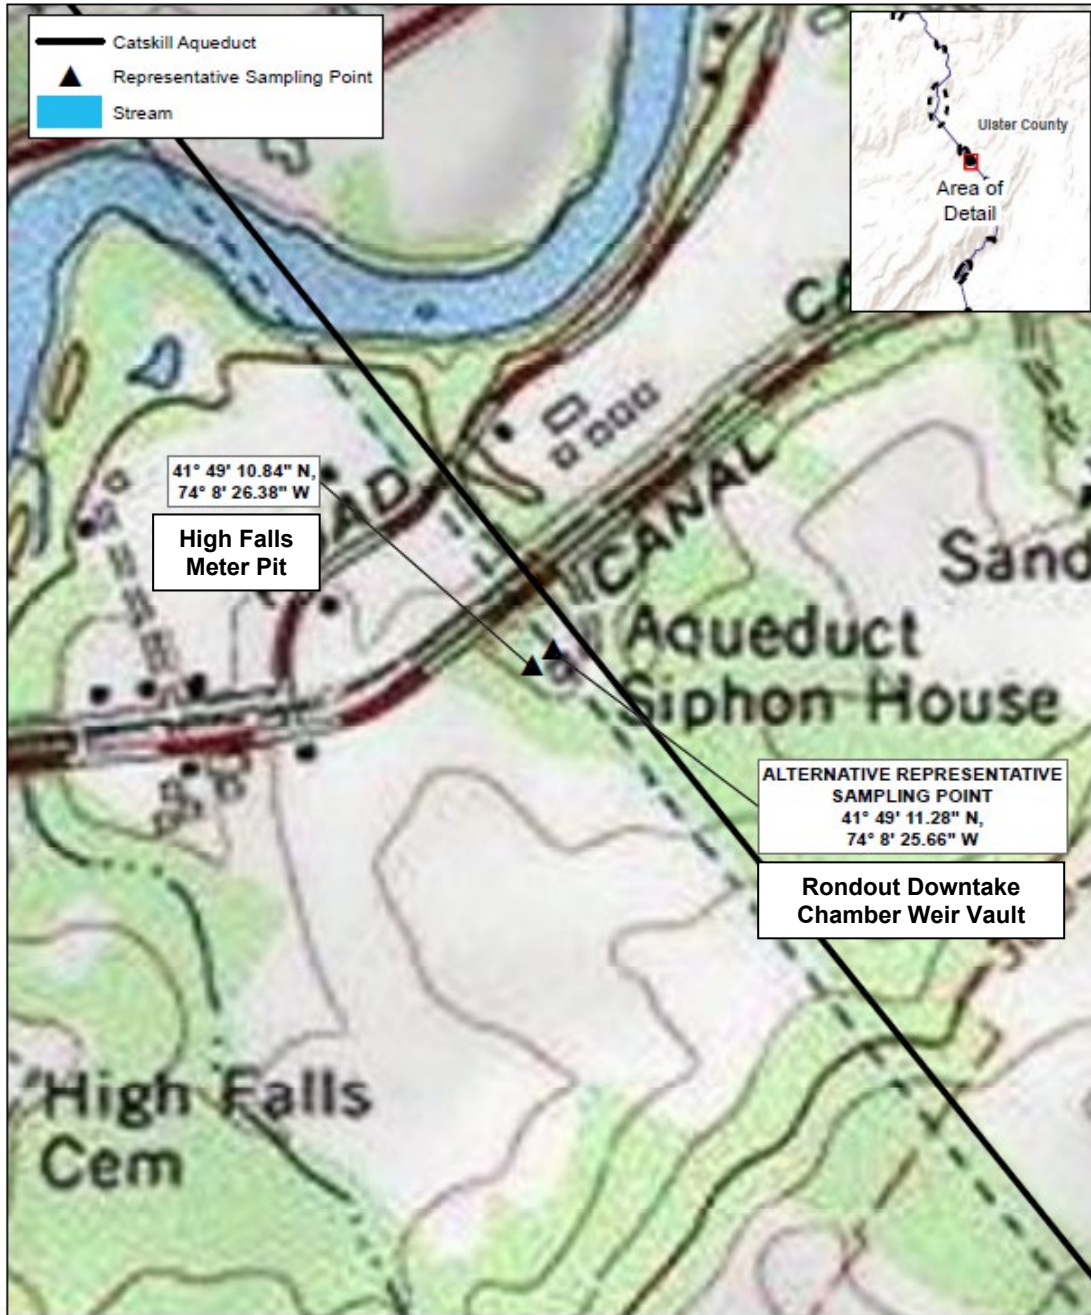 Catskill Aqueduct
Representative Sampling Point
Stream
Ulster County
Area of
Detail
CANAL
41° 49' 10.84" N,
74° 8' 26.38" W
High Falls
Meter Pit
Aqueduct
Siphon House
ALTERNATIVE REPRESENTATIVE
SAMPLING POINT
41° 49' 11.28" N,
74° 8' 25.66" W
Rondout Downtake
Chamber Weir Vault
High Falls
Cem